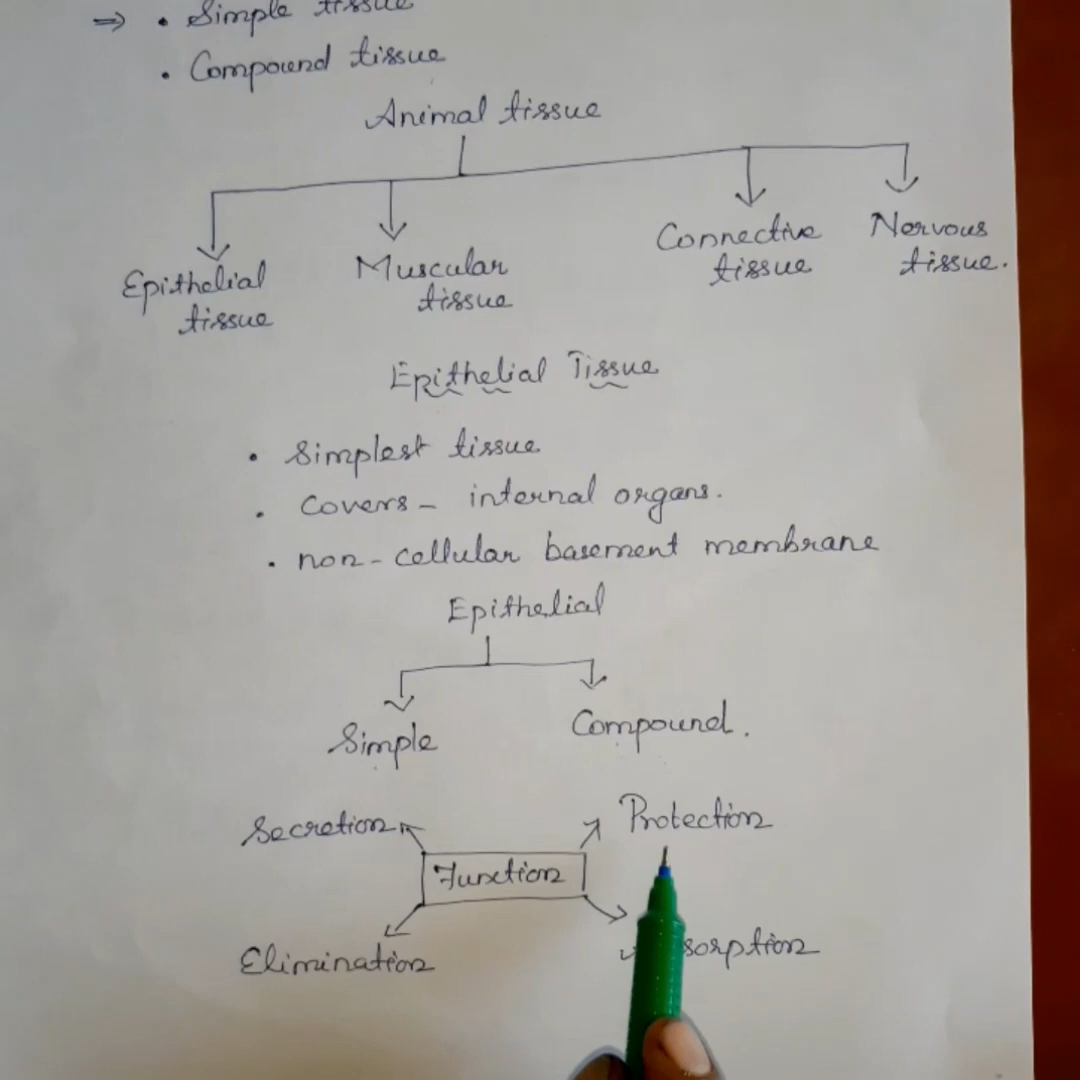 ⇒ • Simple tissue
• Compound tissue
Animal tissue
Epithelial tissue
Muscular tissue
Connective tissue
Nervous tissue.
Epithelial Tissue
• Simplest tissue
• Covers - internal organs.
• non-cellular basement membrane
Epithelial
Simple
Compound.
Secretion
Protection
Function
Elimination